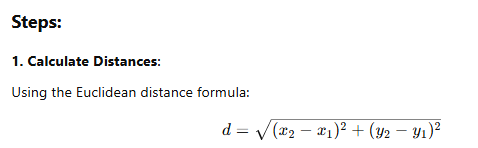 Steps:
1. Calculate Distances:
Using the Euclidean distance formula:
d = √(x₂ − x₁)² + (y₂ − y₁)²